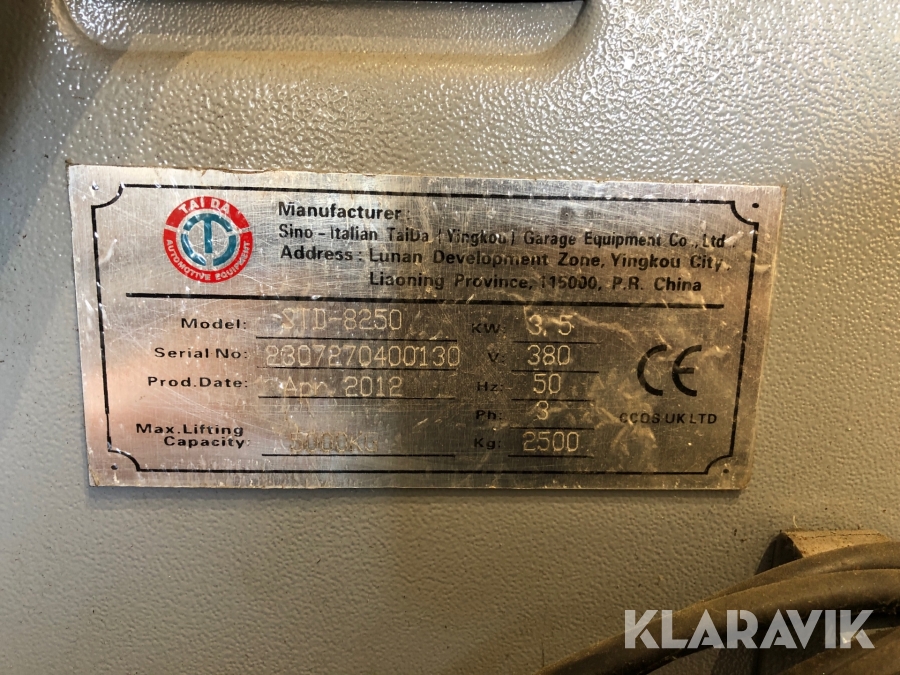 TAI DA
AUTOMOTIVE EQUIPMENT
Manufacturer:
Sino-Italian TaiDa (Yingkou) Garage Equipment Co., Ltd
Address: Lunan Development Zone, Yingkou City,
Liaoning Province, 115000, P.R. China
Model: STD-8250 KW: 3,5
Serial No: 2307270400130 V: 380
Prod.Date: Apr. 2012 Hz: 50
Ph: 3
Max.Lifting
Capacity: 5000KG Kg: 2500
CE
CCQS UK LTD
KLARAVIK